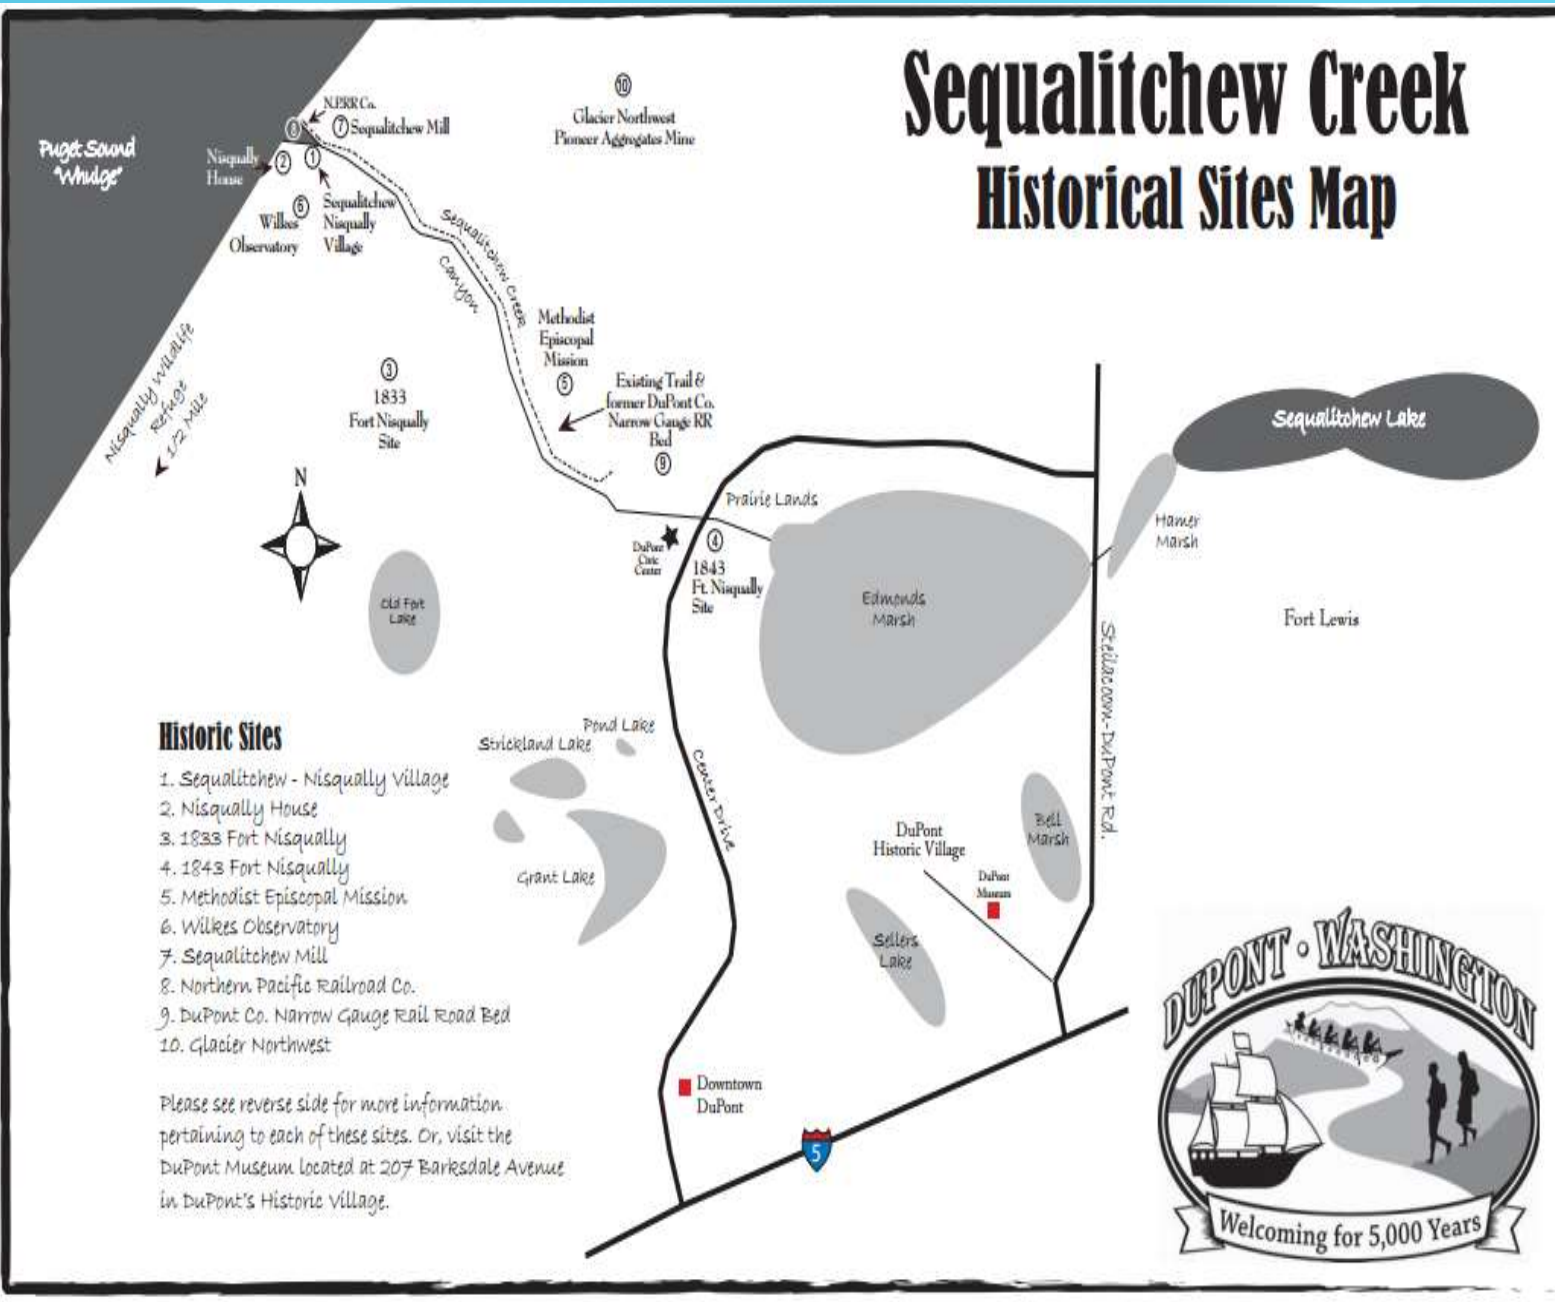 Sequalitchew Creek
Historical Sites Map
Puget Sound
"Whulge"
N.P.RR Co.
8
7 Sequalitchew Mill
10
Glacier Northwest
Pioneer Aggregates Mine
Nisqually
House
2
1
6
Wilkes
Observatory
Sequalitchew
Nisqually
Village
Sequalitchew Creek
Canyon
Nisqually Wildlife
Refuge
1/2 Mile
3
1833
Fort Nisqually
Site
Methodist
Episcopal
Mission
5
Existing Trail &
former DuPont Co.
Narrow Gauge RR
Bed
9
Sequalitchew Lake
Hamer
Marsh
Prairie Lands
N
DuPont
Civic
Center
4
1843
Ft. Nisqually
Site
Edmonds
Marsh
Old Fort
Lake
Fort Lewis
Steilacoom-DuPont Rd.
Historic Sites
1. Sequalitchew - Nisqually Village
2. Nisqually House
3. 1833 Fort Nisqually
4. 1843 Fort Nisqually
5. Methodist Episcopal Mission
6. Wilkes Observatory
7. Sequalitchew Mill
8. Northern Pacific Railroad Co.
9. DuPont Co. Narrow Gauge Rail Road Bed
10. Glacier Northwest
Please see reverse side for more information
pertaining to each of these sites. Or, visit the
DuPont Museum located at 207 Barksdale Avenue
in DuPont's Historic Village.
Pond Lake
Strickland Lake
Grant Lake
Center Drive
DuPont
Historic Village
Bell
Marsh
DuPont
Museum
Sellers
Lake
Downtown
DuPont
5
DUPONT • WASHINGTON
Welcoming for 5,000 Years